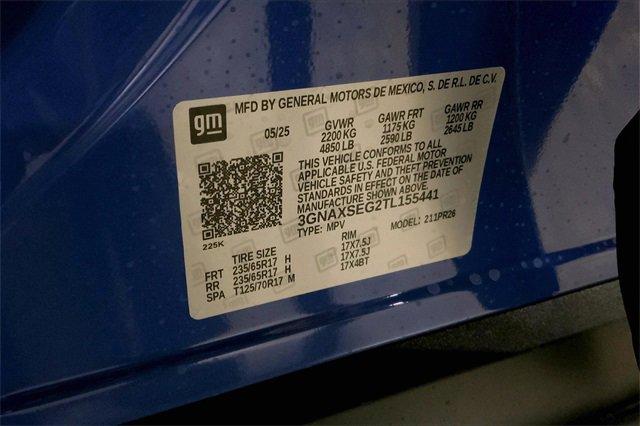 gm
MFD BY GENERAL MOTORS DE MEXICO, S. DE R.L. DE C.V.
05/25 GVWR GAWR FRT GAWR RR
2200 KG 1175 KG 1200 KG
4850 LB 2590 LB 2645 LB
THIS VEHICLE CONFORMS TO ALL
APPLICABLE U.S. FEDERAL MOTOR
VEHICLE SAFETY AND THEFT PREVENTION
STANDARDS IN EFFECT ON THE DATE OF
MANUFACTURE SHOWN ABOVE.
3GNAXSEG2TL155441
TYPE: MPV MODEL: 211PR26
225K
TIRE SIZE RIM
FRT 235/65R17 H 17X7.5J
RR 235/65R17 H 17X7.5J
SPA T125/70R17 M 17X4BT